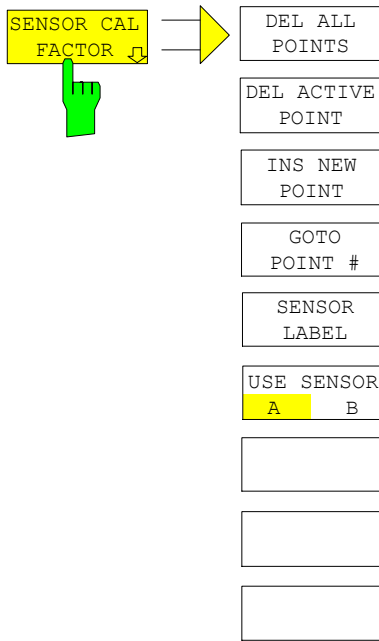 SENSOR CAL
FACTOR
DEL ALL
POINTS
DEL ACTIVE
POINT
INS NEW
POINT
GOTO
POINT #
SENSOR
LABEL
USE SENSOR
A B